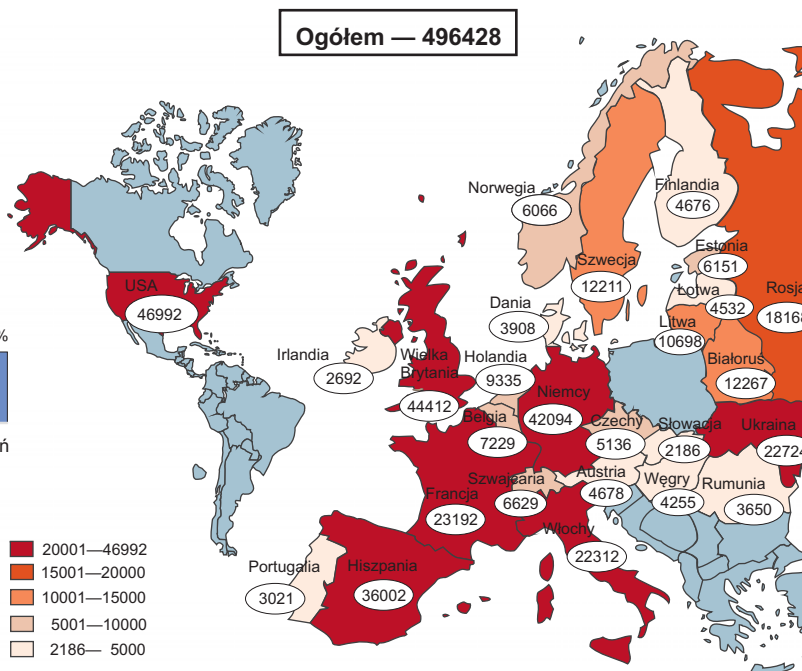 Ogółem — 496428
Norwegia
6066
Finlandia
4676
Estonia
6151
Szwecja
12211
Łotwa
4532
Rosja
18168
USA
46992
Dania
3908
Litwa
10698
%
Irlandia
2692
Wielka
Brytania
44412
Holandia
9335
Białoruś
12267
Niemcy
42094
Belgia
7229
Czechy
5136
Słowacja
2186
Ukraina
22724
ń
Szwajcaria
6629
Austria
4678
Węgry
4255
Rumunia
3650
Francja
23192
Włochy
22312
Portugalia
3021
Hiszpania
36002
20001—46992
15001—20000
10001—15000
5001—10000
2186— 5000